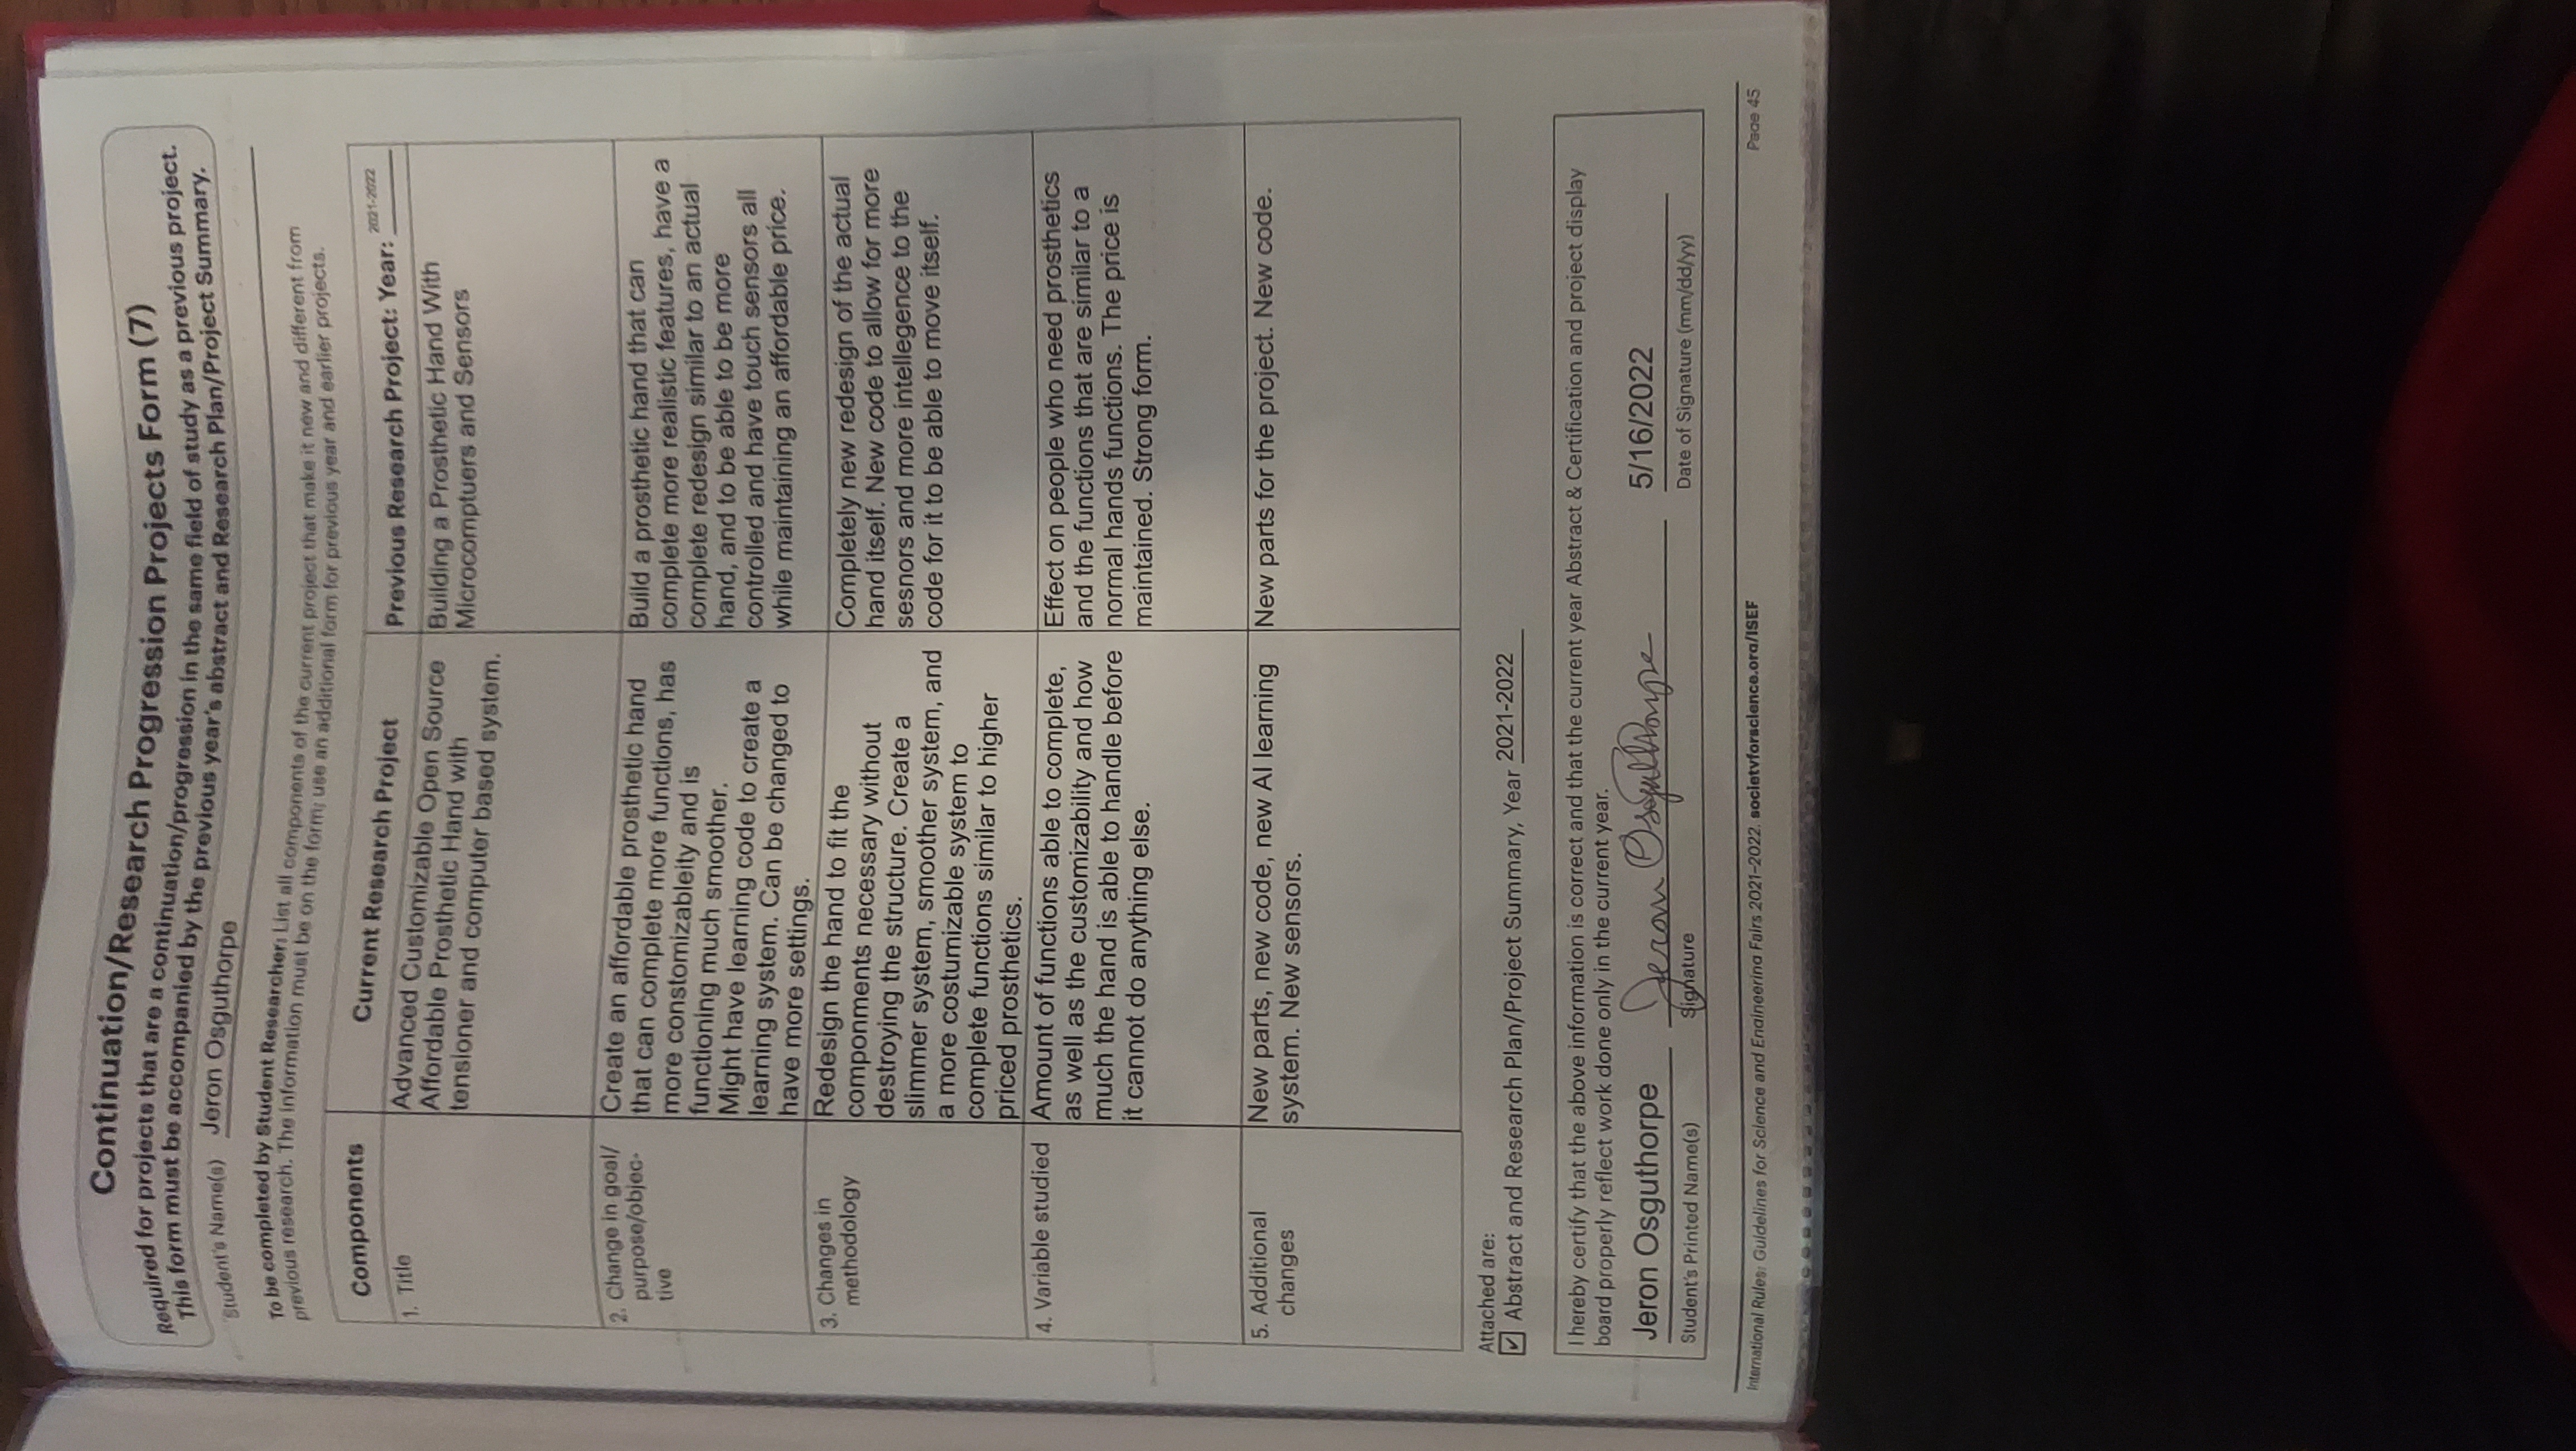 Continuation/Research Progression Projects Form (7)
Required for projects that are a continuation/progression in the same field of study as a previous project.
This form must be accompanied by the previous year's abstract and Research Plan/Project Summary.
Student's Name(s) Jeron Osguthorpe
To be completed by Student Researcher: List all components of the current project that make it new and different from
previous research. The information must be on the form; use an additional form for previous year and earlier projects.
Components
Current Research Project
Previous Research Project: Year: 2021-2022
1. Title
Advanced Customizable Open Source
Affordable Prosthetic Hand with
tensioner and computer based system.
Building a Prosthetic Hand With
Microcomptuers and Sensors
2. Change in goal/
purpose/objec-
tive
Create an affordable prosthetic hand
that can complete more functions, has
more constomizableity and is
functioning much smoother.
Might have learning code to create a
learning system. Can be changed to
have more settings.
Build a prosthetic hand that can
complete more realistic features, have a
complete redesign similar to an actual
hand, and to be able to be more
controlled and have touch sensors all
while maintaining an affordable price.
3. Changes in
methodology
Redesign the hand to fit the
componments necessary without
destroying the structure. Create a
slimmer system, smoother system, and
a more costumizable system to
complete functions similar to higher
priced prosthetics.
Completely new redesign of the actual
hand itself. New code to allow for more
sesnors and more intellegence to the
code for it to be able to move itself.
4. Variable studied
Amount of functions able to complete,
as well as the customizability and how
much the hand is able to handle before
it cannot do anything else.
Effect on people who need prosthetics
and the functions that are similar to a
normal hands functions. The price is
maintained. Strong form.
5. Additional
changes
New parts, new code, new AI learning
system. New sensors.
New parts for the project. New code.
Attached are:
Abstract and Research Plan/Project Summary, Year 2021-2022
I hereby certify that the above information is correct and that the current year Abstract & Certification and project display
board properly reflect work done only in the current year.
Jeron Osguthorpe Jeron Osguthorpe 5/16/2022
Student's Printed Name(s) Signature Date of Signature (mm/dd/yy)
International Rules: Guidelines for Science and Engineering Fairs 2021–2022, societyforscience.org/ISEF Page 45